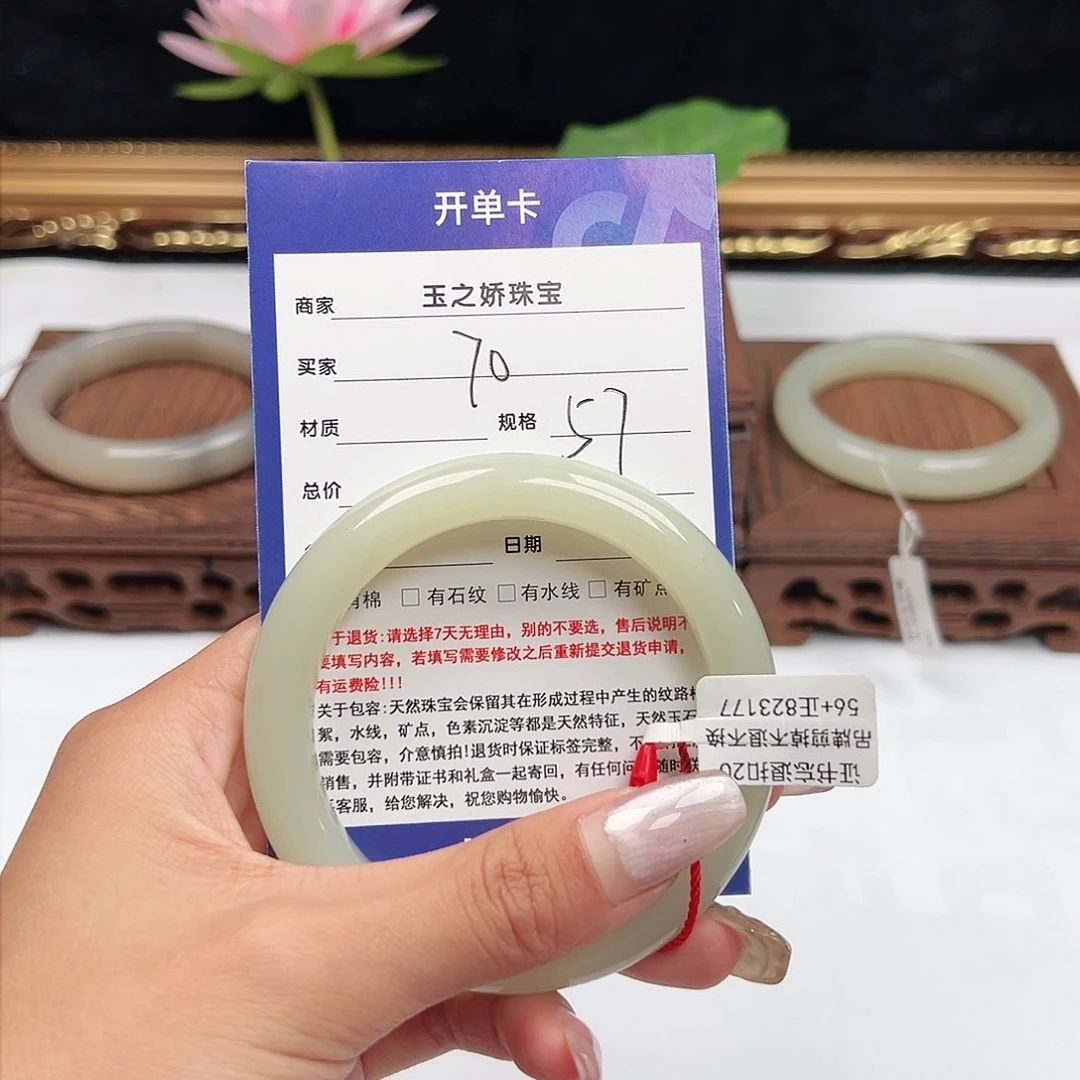 开单卡
商家 玉之娇珠宝
买家 70
材质 规格 57
总价
日期
有棉 □ 有石纹 □ 有水线 □ 有矿点
于退货:请选择7天无理由，别的不要选，售后说明不
要填写内容，若填写需要修改之后重新提交退货申请，
有运费险!!!
关于包容:天然珠宝会保留其在形成过程中产生的纹路
絮，水线，矿点，色素沉淀等都是天然特征，天然玉石
需要包容，介意慎拍!退货时保证标签完整，不
销售，并附带证书和礼盒一起寄回，有任何问 随时联
客服，给您解决，祝您购物愉快。
证书忘退扣20
吊牌剪掉不退不换
56+正823177